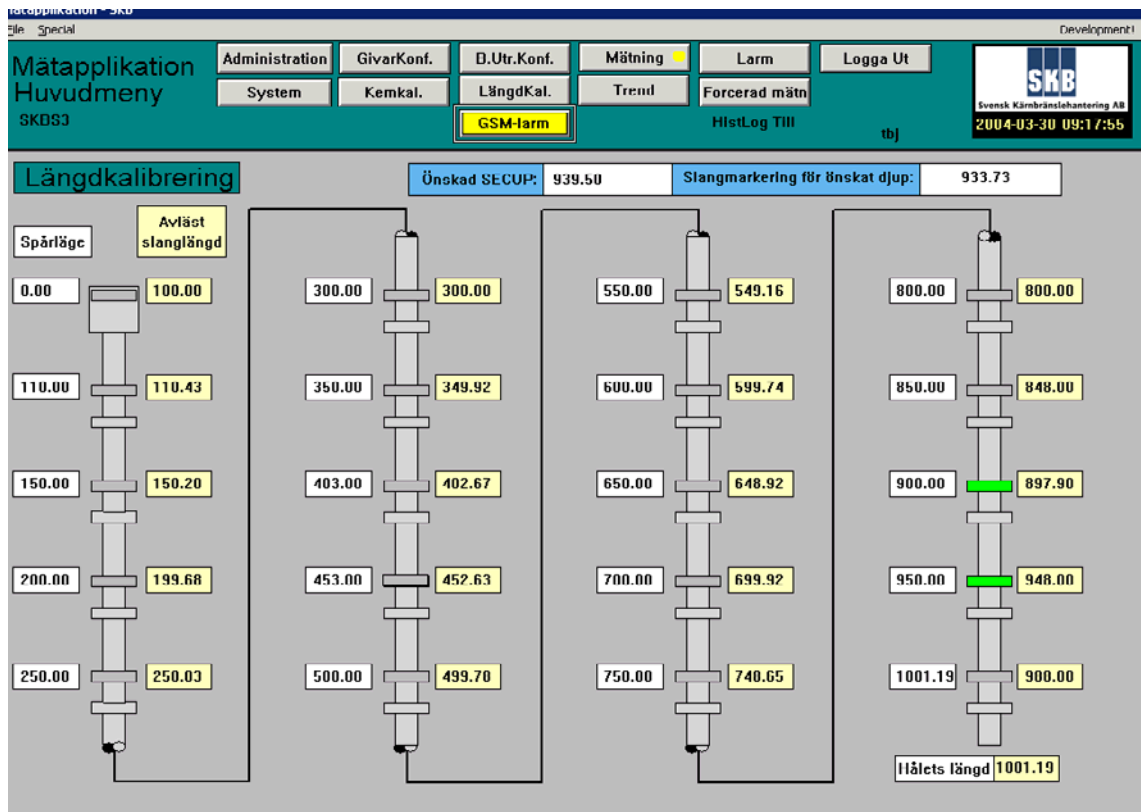 Mätapplikation - SKB
File Special Development!
Mätapplikation
Huvudmeny
SKBS3
Administration GivarKonf. D.Utr.Konf. Mätning Larm Logga Ut
System Kemkal. LängdKal. Trend Forcerad mätn
GSM-larm HistLog Till tbj
SKB
Svensk Kärnbränslehantering AB
2004-03-30 09:17:55
Längdkalibrering
Önskad SECUP: 939.50 Slangmarkering för önskat djup: 933.73
Spårläge
Avläst
slanglängd
0.00 100.00 300.00 300.00 550.00 549.16 800.00 800.00
110.00 110.43 350.00 349.92 600.00 599.74 850.00 848.00
150.00 150.20 403.00 402.67 650.00 648.92 900.00 897.90
200.00 199.68 453.00 452.63 700.00 699.92 950.00 948.00
250.00 250.03 500.00 499.70 750.00 740.65 1001.19 900.00
Hålets längd 1001.19